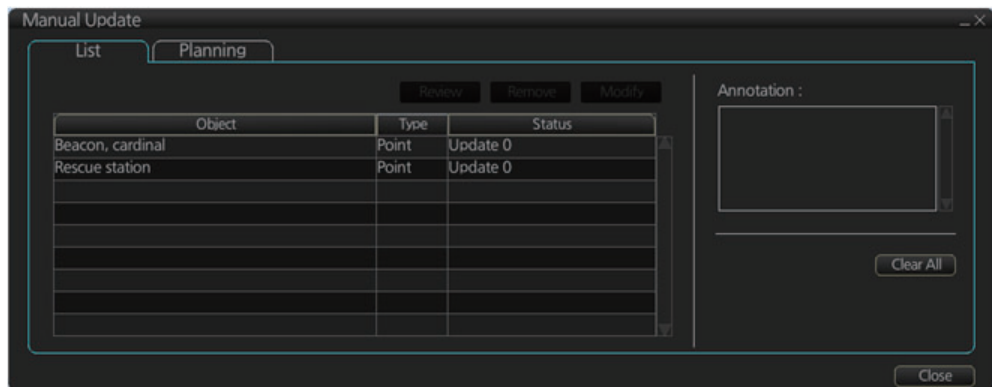 Manual Update
List Planning
Review Remove Modify
Annotation :
Object Type Status
Beacon, cardinal Point Update 0
Rescue station Point Update 0
Clear All
Close